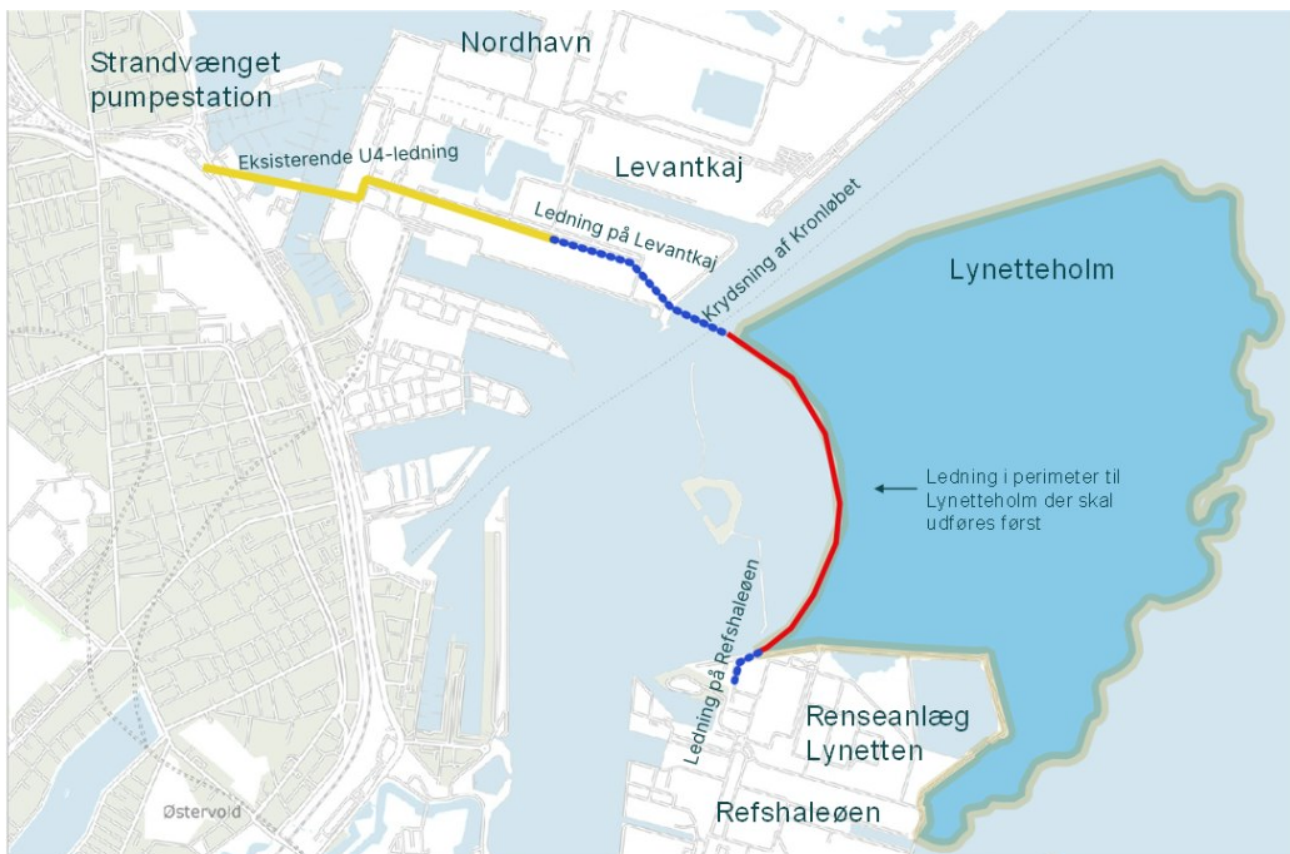 Nordhavn
Strandvænget
pumpestation
Eksisterende U4-ledning
Levantkaj
Ledning på Levantkaj
Krydsning af Kronløbet
Lynetteholm
Ledning i perimeter til
Lynetteholm der skal
udføres først
Ledning på Refshaleøen
Renseanlæg
Lynetten
Refshaleøen
Østervold